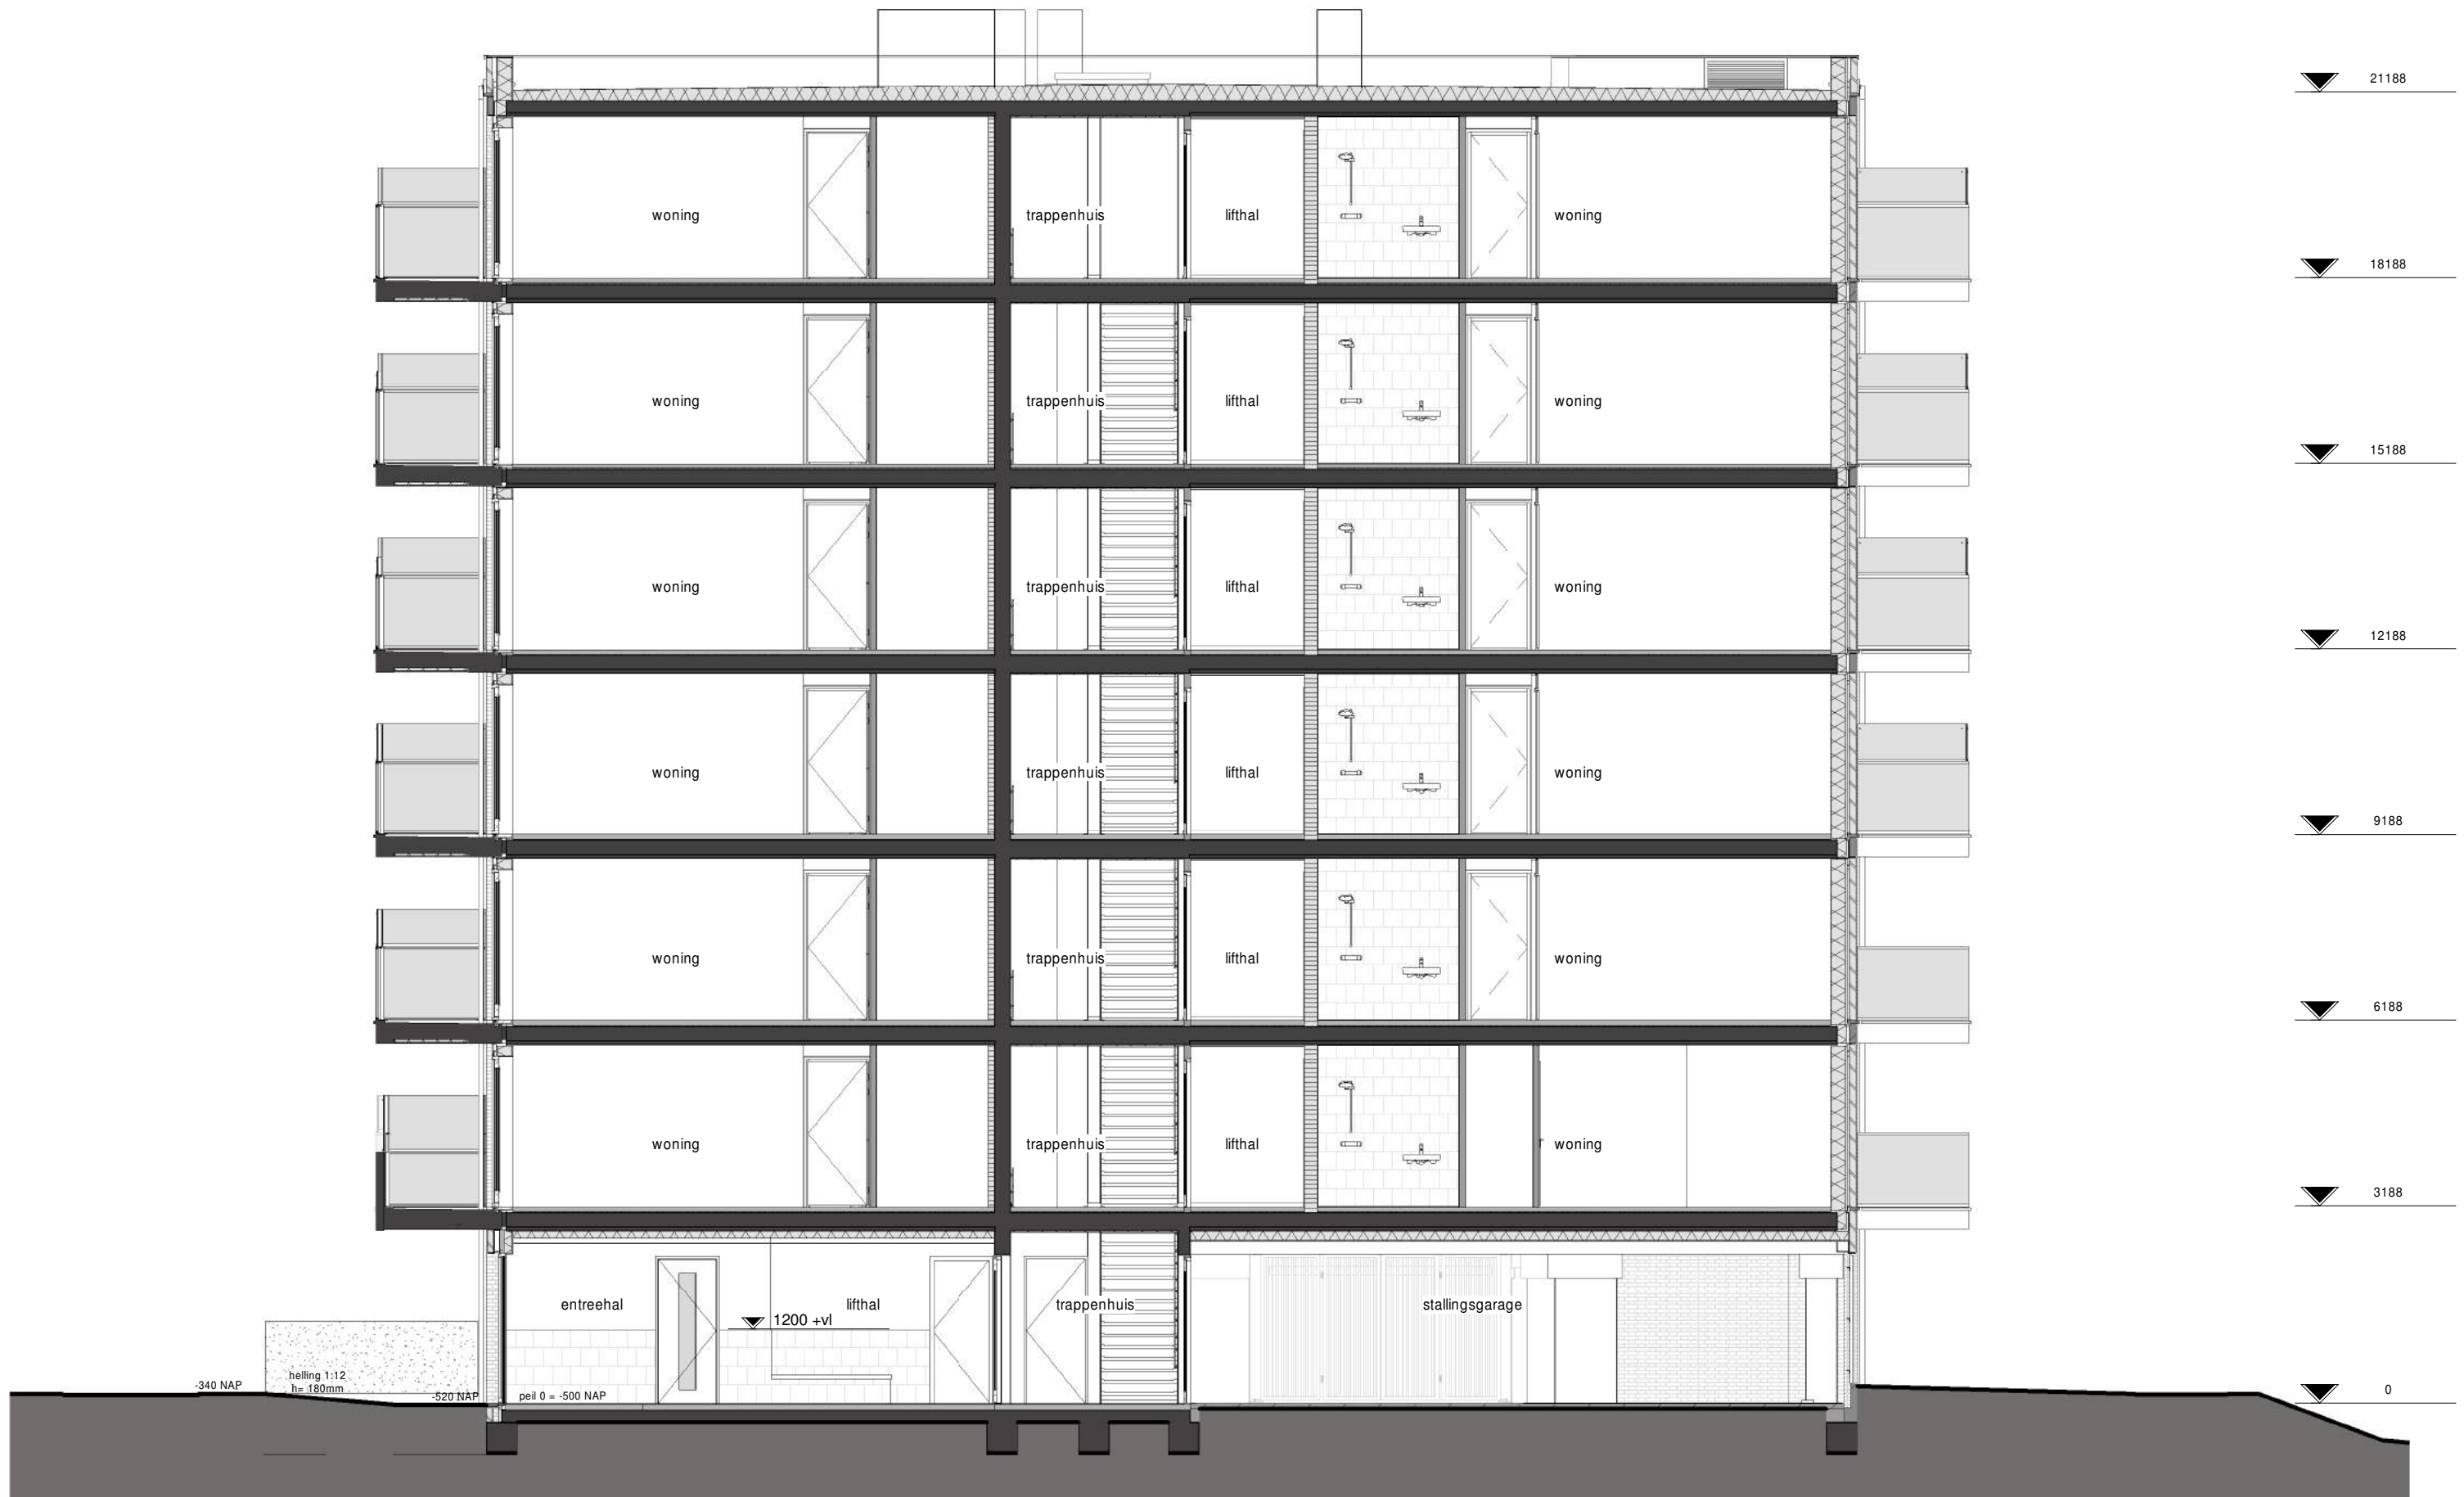 21188
woning trappenhuis lifthal woning
18188
woning trappenhuis lifthal woning
15188
woning trappenhuis lifthal woning
12188
woning trappenhuis lifthal woning
9188
woning trappenhuis lifthal woning
6188
woning trappenhuis lifthal woning
3188
entreehal lifthal trappenhuis stallingsgarage
1200 +vl
helling 1:12
h= 180mm
-340 NAP
-520 NAP
peil 0 = -500 NAP
0